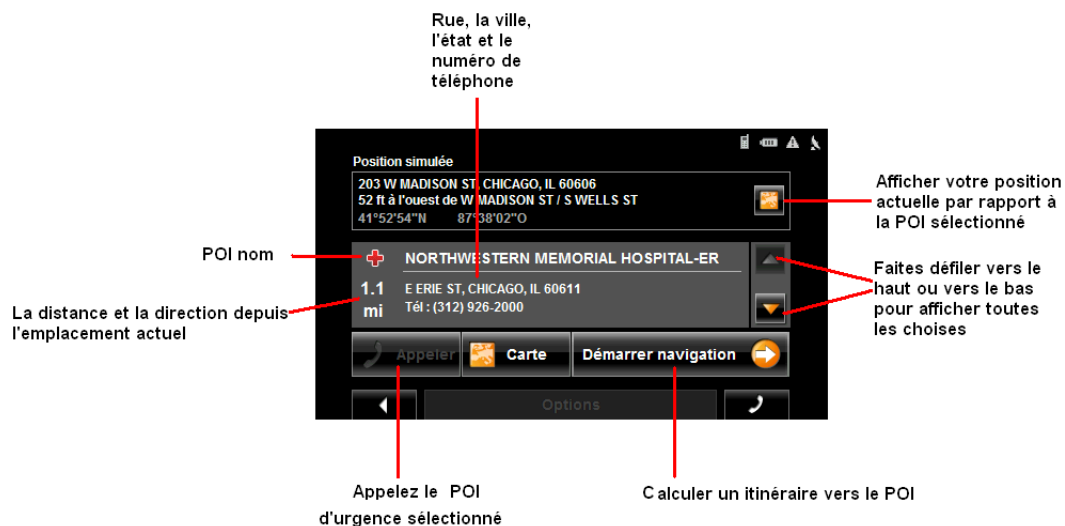 Rue, la ville,
l'état et le
numéro de
téléphone
Position simulée
203 W MADISON ST, CHICAGO, IL 60606
52 ft à l'ouest de W MADISON ST / S WELLS ST
41°52'54"N 87°38'02"O
Afficher votre position
actuelle par rapport à
la POI sélectionné
POI nom
NORTHWESTERN MEMORIAL HOSPITAL-ER
1.1
mi
E ERIE ST, CHICAGO, IL 60611
Tél : (312) 926-2000
Faites défiler vers le
haut ou vers le bas
pour afficher toutes
les choises
La distance et la direction depuis
l'emplacement actuel
Appeler
Carte
Démarrer navigation
Options
Appelez le POI
d'urgence sélectionné
Calculer un itinéraire vers le POI